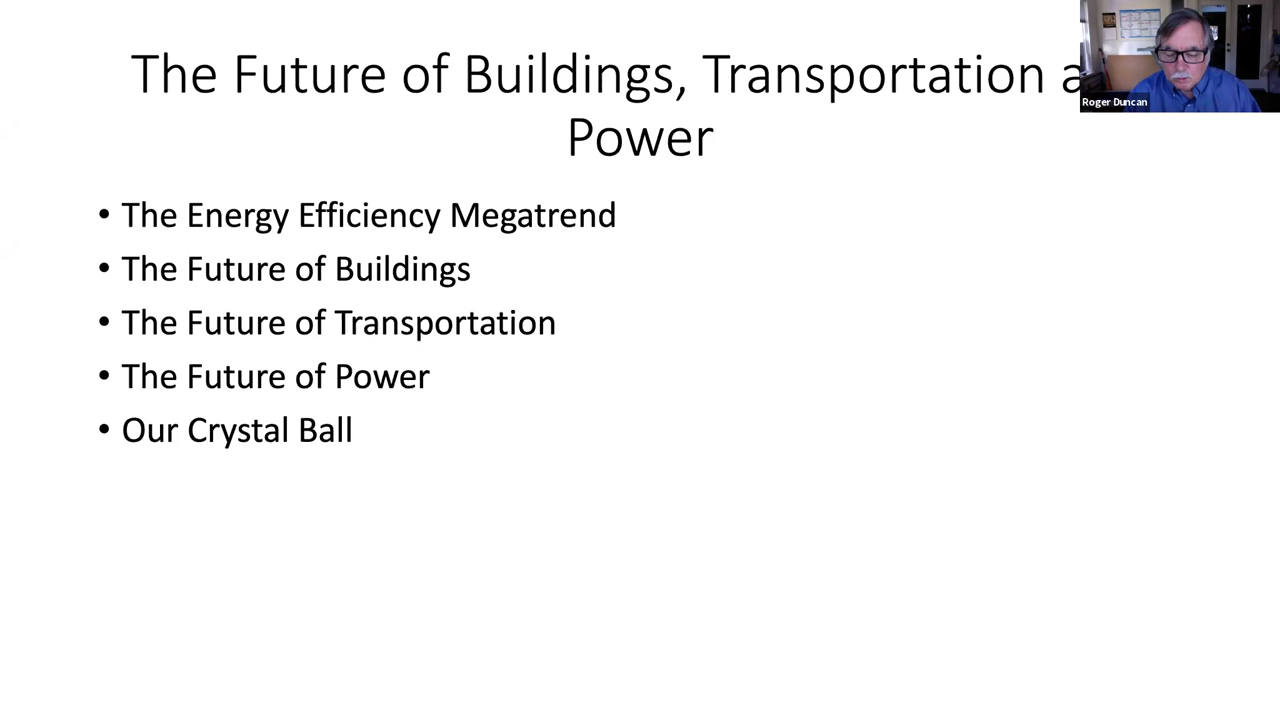 The Future of Buildings, Transportation a
Power
• The Energy Efficiency Megatrend
• The Future of Buildings
• The Future of Transportation
• The Future of Power
• Our Crystal Ball
Roger Duncan